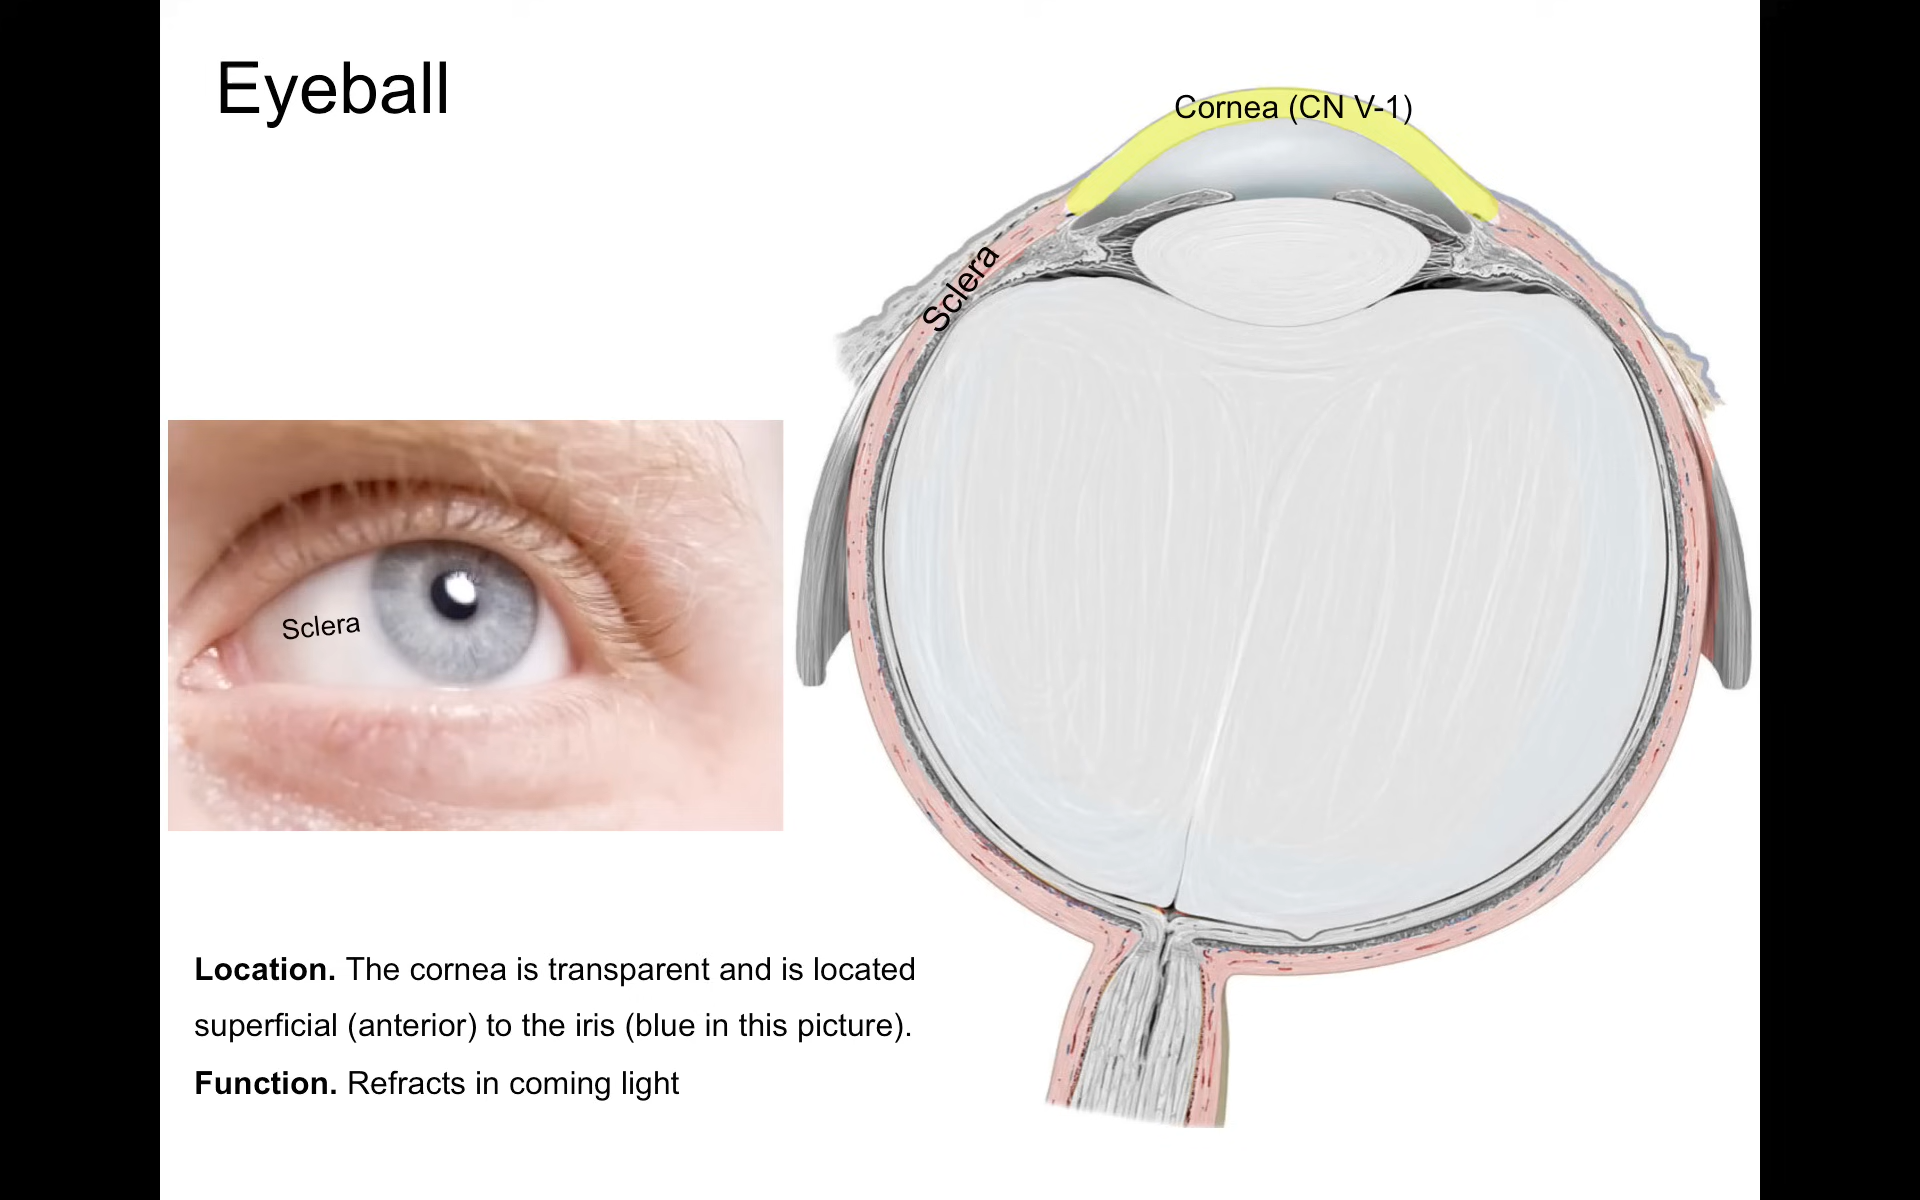 Eyeball
Cornea (CN V-1)
Sclera
Sclera
Location. The cornea is transparent and is located
superficial (anterior) to the iris (blue in this picture).
Function. Refracts in coming light